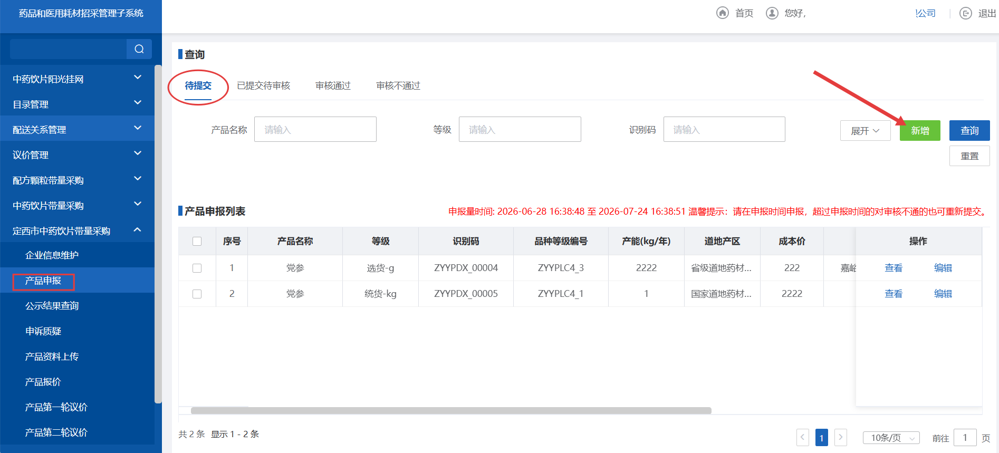 药品和医用耗材招采管理子系统
首页 您好,
公司
退出
中药饮片阳光挂网
目录管理
配送关系管理
议价管理
配方颗粒带量采购
中药饮片带量采购
定西市中药饮片带量采购
企业信息维护
产品申报
公示结果查询
申诉质疑
产品资料上传
产品报价
产品第一轮议价
产品第二轮议价
查询
待提交 已提交待审核 审核通过 审核不通过
产品名称 请输入 等级 请输入 识别码 请输入 展开 新增 查询
重置
产品申报列表
申报量时间: 2026-06-28 16:38:48 至 2026-07-24 16:38:51 温馨提示：请在申报时间申报，超过申报时间的对审核不通的也可重新提交。
序号 产品名称 等级 识别码 品种等级编号 产能(kg/年) 道地产区 成本价 操作
1 党参 选货-g ZYYPDX_00004 ZYYPLC4_3 2222 省级道地药材... 222 嘉峪 查看 编辑
2 党参 统货-kg ZYYPDX_00005 ZYYPLC4_1 1 国家道地药材... 2222 查看 编辑
共 2 条 显示 1 - 2 条
1 10条/页 前往 1 页